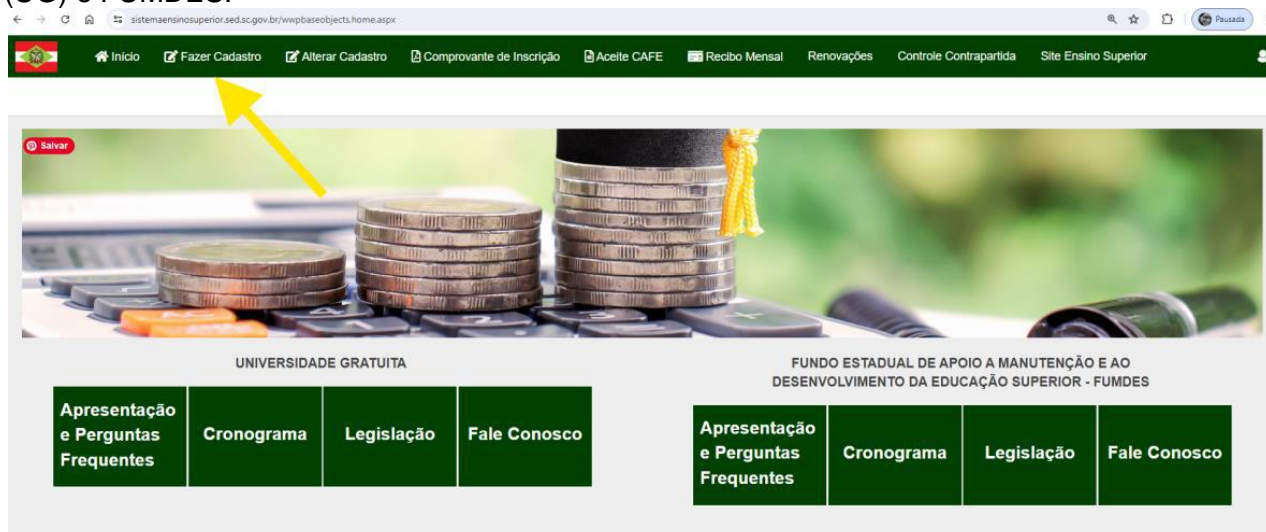 sistemaensinosuperior.sed.sc.gov.br/wwpbaseobjects.home.aspx
Pausada
Início Fazer Cadastro Alterar Cadastro Comprovante de Inscrição Aceite CAFE Recibo Mensal Renovações Controle Contrapartida Site Ensino Superior
Salvar
UNIVERSIDADE GRATUITA
Apresentação
e Perguntas
Frequentes
Cronograma
Legislação
Fale Conosco
FUNDO ESTADUAL DE APOIO A MANUTENÇÃO E AO
DESENVOLVIMENTO DA EDUCAÇÃO SUPERIOR - FUMDES
Apresentação
e Perguntas
Frequentes
Cronograma
Legislação
Fale Conosco